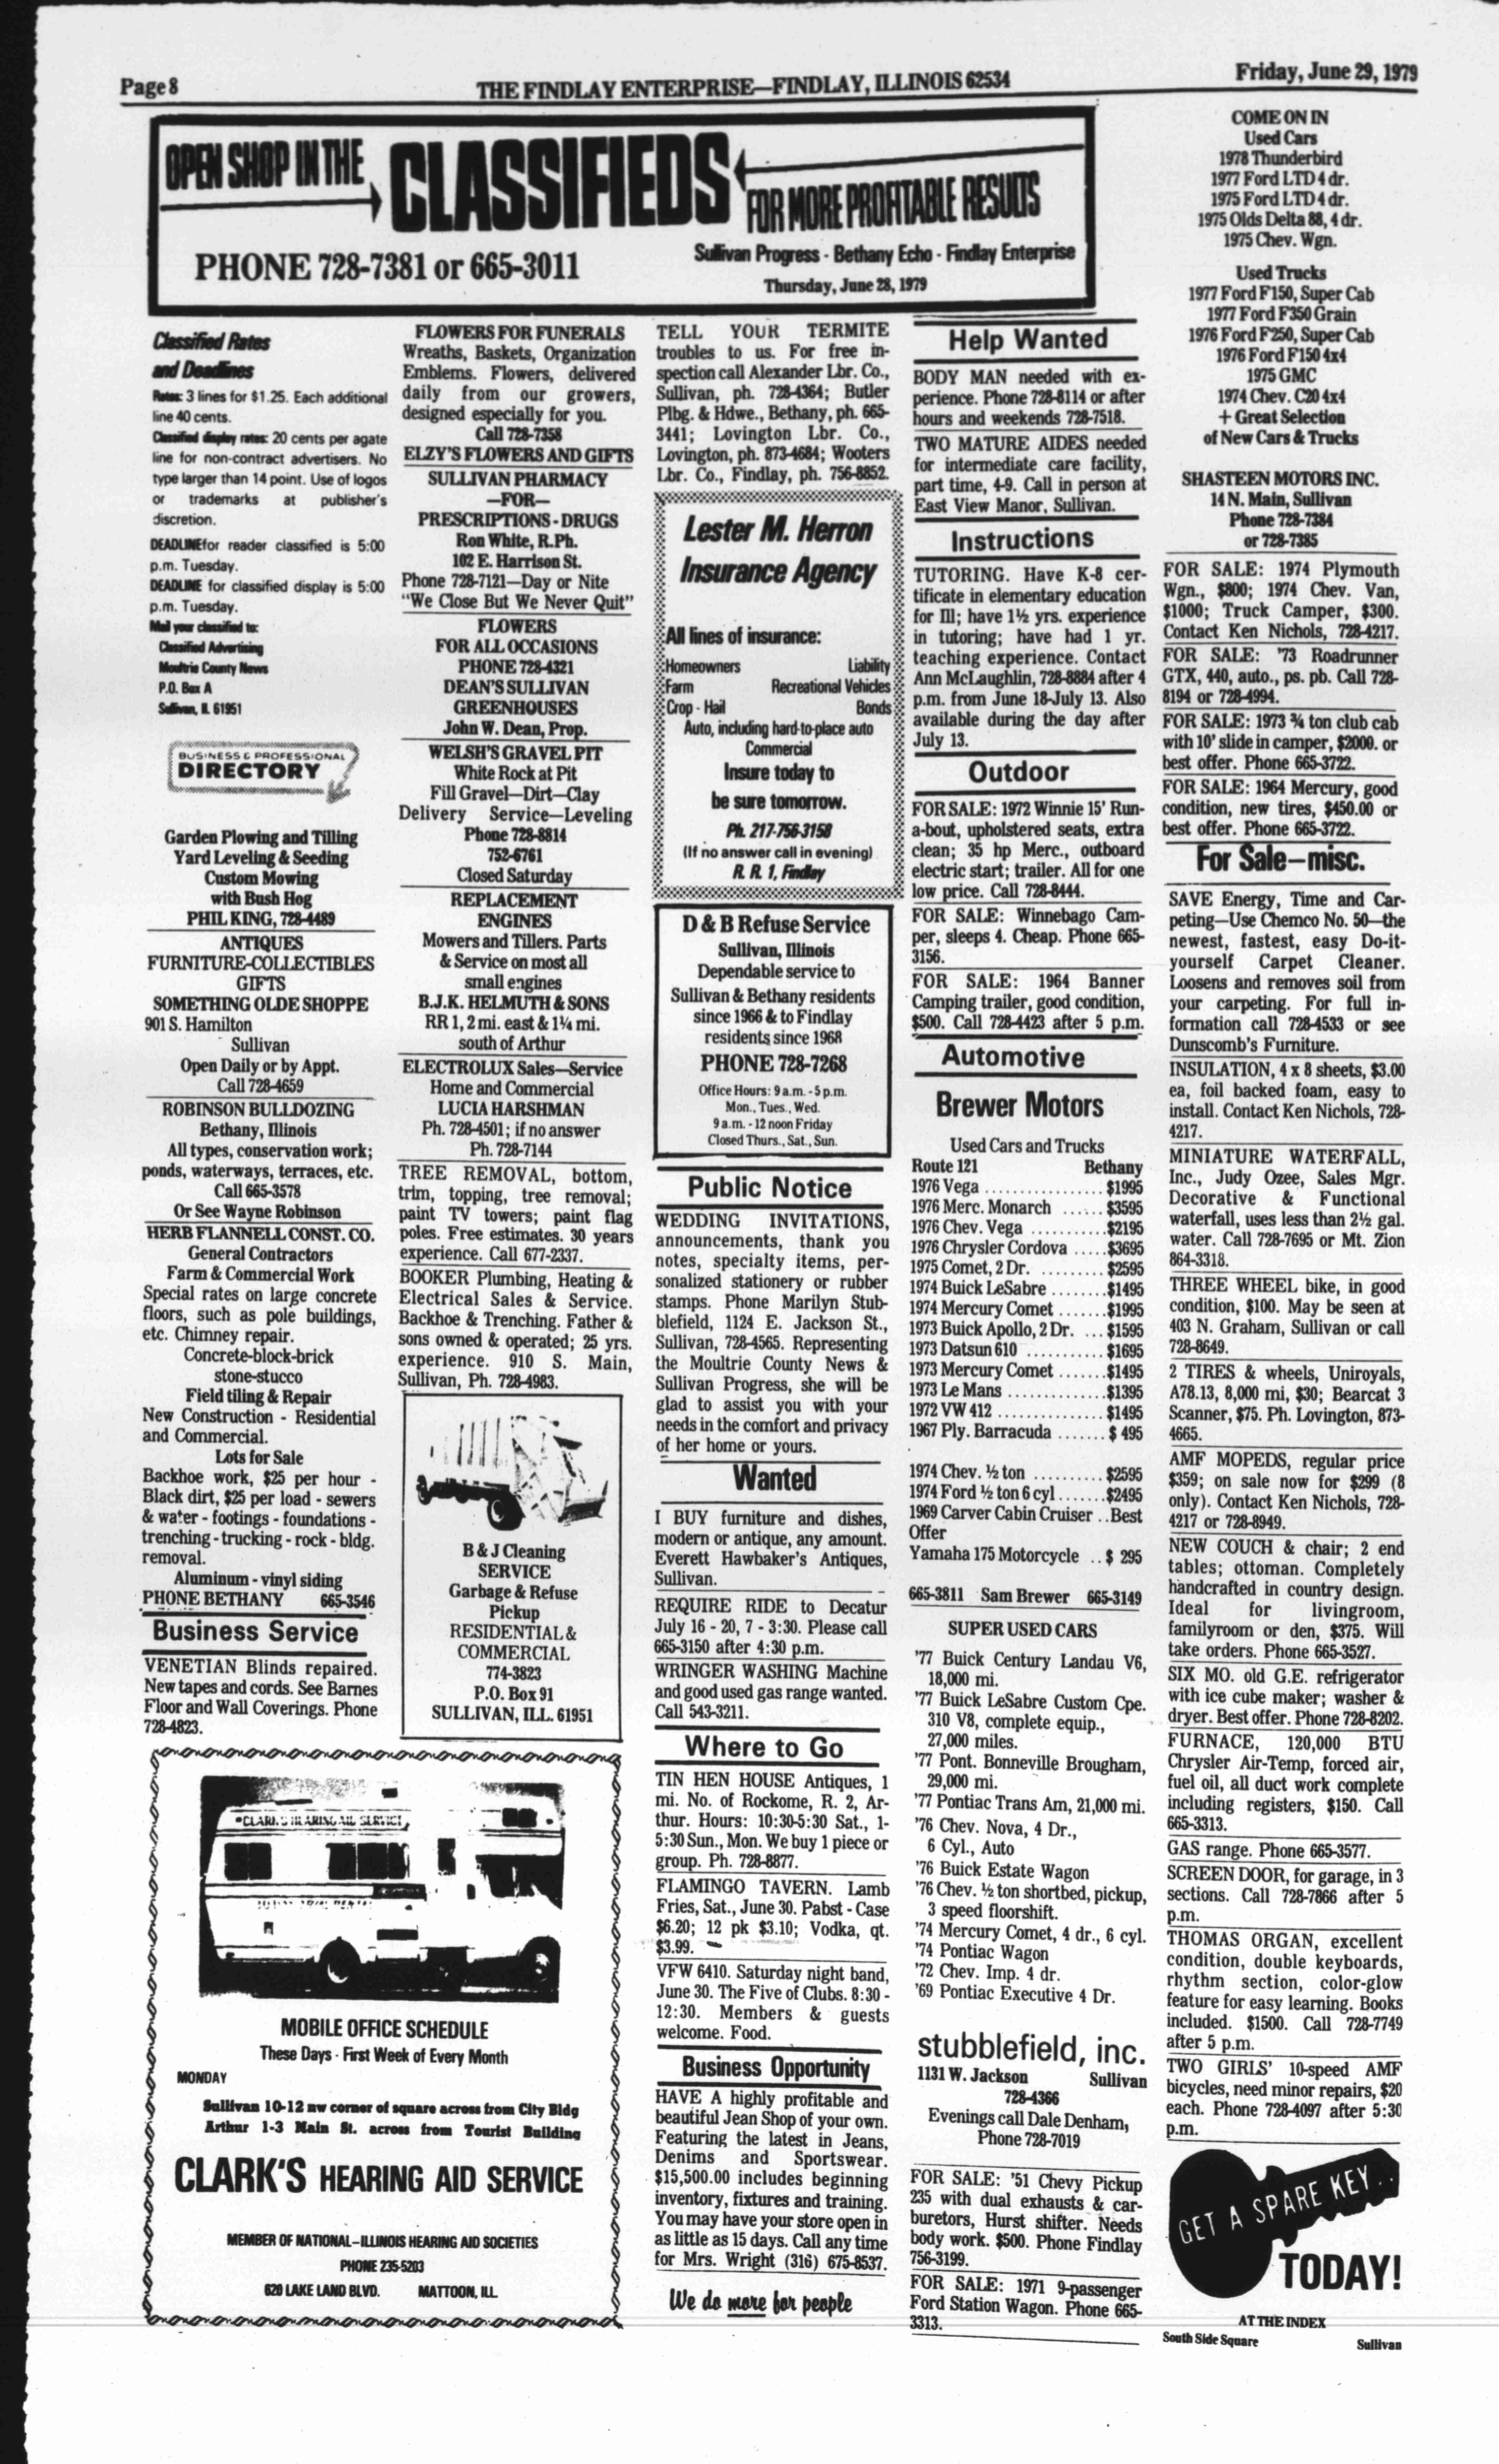 Page 8
THE FINDLAY ENTERPRISE—FINDLAY, ILLINOIS 62534
Friday, June 29, 1979
OPEN SHOP IN THE
CLASSIFIEDS
FOR MORE PROFITABLE RESULTS
PHONE 728-7381 or 665-3011
Sullivan Progress - Bethany Echo - Findlay Enterprise
Thursday, June 28, 1979
Classified Rates
and Deadlines
Rates: 3 lines for $1.25. Each additional
line 40 cents.
Classified display rates: 20 cents per agate
line for non-contract advertisers. No
type larger than 14 point. Use of logos
or trademarks at publisher's
discretion.
DEADLINE for reader classified is 5:00
p.m. Tuesday.
DEADLINE for classified display is 5:00
p.m. Tuesday.
Mail your classified to:
Classified Advertising
Moultrie County News
P.O. Box A
Sullivan, IL 61951
BUSINESS & PROFESSIONAL
DIRECTORY
Garden Plowing and Tilling
Yard Leveling & Seeding
Custom Mowing
with Bush Hog
PHIL KING, 728-4489
ANTIQUES
FURNITURE-COLLECTIBLES
GIFTS
SOMETHING OLDE SHOPPE
901 S. Hamilton
Sullivan
Open Daily or by Appt.
Call 728-4659
ROBINSON BULLDOZING
Bethany, Illinois
All types, conservation work;
ponds, waterways, terraces, etc.
Call 665-3578
Or See Wayne Robinson
HERB FLANNELL CONST. CO.
General Contractors
Farm & Commercial Work
Special rates on large concrete
floors, such as pole buildings,
etc. Chimney repair.
Concrete-block-brick
stone-stucco
Field tiling & Repair
New Construction - Residential
and Commercial.
Lots for Sale
Backhoe work, $25 per hour -
Black dirt, $25 per load - sewers
& water - footings - foundations -
trenching - trucking - rock - bldg.
removal.
Aluminum - vinyl siding
PHONE BETHANY 665-3546
Business Service
VENETIAN Blinds repaired.
New tapes and cords. See Barnes
Floor and Wall Coverings. Phone
728-4823.
FLOWERS FOR FUNERALS
Wreaths, Baskets, Organization
Emblems. Flowers, delivered
daily from our growers,
designed especially for you.
Call 728-7358
ELZY'S FLOWERS AND GIFTS
SULLIVAN PHARMACY
—FOR—
PRESCRIPTIONS - DRUGS
Ron White, R.Ph.
102 E. Harrison St.
Phone 728-7121—Day or Nite
"We Close But We Never Quit"
FLOWERS
FOR ALL OCCASIONS
PHONE 728-4321
DEAN'S SULLIVAN
GREENHOUSES
John W. Dean, Prop.
WELSH'S GRAVEL PIT
White Rock at Pit
Fill Gravel—Dirt—Clay
Delivery Service—Leveling
Phone 728-8814
752-6761
Closed Saturday
REPLACEMENT
ENGINES
Mowers and Tillers. Parts
& Service on most all
small engines
B.J.K. HELMUTH & SONS
RR 1, 2 mi. east & 1¼ mi.
south of Arthur
ELECTROLUX Sales—Service
Home and Commercial
LUCIA HARSHMAN
Ph. 728-4501; if no answer
Ph. 728-7144
TREE REMOVAL, bottom,
trim, topping, tree removal;
paint TV towers; paint flag
poles. Free estimates. 30 years
experience. Call 677-2337.
BOOKER Plumbing, Heating &
Electrical Sales & Service.
Backhoe & Trenching. Father &
sons owned & operated; 25 yrs.
experience. 910 S. Main,
Sullivan, Ph. 728-4983.
B & J Cleaning
SERVICE
Garbage & Refuse
Pickup
RESIDENTIAL &
COMMERCIAL
774-3823
P.O. Box 91
SULLIVAN, ILL. 61951
CLARK'S HEARING AID SERVICE
MOBILE OFFICE SCHEDULE
These Days - First Week of Every Month
MONDAY
Sullivan 10-12 nw corner of square across from City Bldg
Arthur 1-3 Main St. across from Tourist Building
CLARK'S HEARING AID SERVICE
MEMBER OF NATIONAL-ILLINOIS HEARING AID SOCIETIES
PHONE 235-5203
620 LAKE LAND BLVD. MATTOON, ILL.
TELL YOUR TERMITE
troubles to us. For free in-
spection call Alexander Lbr. Co.,
Sullivan, ph. 728-4364; Butler
Plbg. & Hdwe., Bethany, ph. 665-
3441; Lovington Lbr. Co.,
Lovington, ph. 873-4684; Wooters
Lbr. Co., Findlay, ph. 756-8852.
Lester M. Herron
Insurance Agency
All lines of insurance:
Homeowners Liability
Farm Recreational Vehicles
Crop - Hail Bonds
Auto, including hard-to-place auto
Commercial
Insure today to
be sure tomorrow.
Ph. 217-756-3158
(If no answer call in evening)
R. R. 1, Findlay
D & B Refuse Service
Sullivan, Illinois
Dependable service to
Sullivan & Bethany residents
since 1966 & to Findlay
residents since 1968
PHONE 728-7268
Office Hours: 9 a.m. - 5 p.m.
Mon., Tues., Wed.
9 a.m. - 12 noon Friday
Closed Thurs., Sat., Sun.
Public Notice
WEDDING INVITATIONS,
announcements, thank you
notes, specialty items, per-
sonalized stationery or rubber
stamps. Phone Marilyn Stub-
blefield, 1124 E. Jackson St.,
Sullivan, 728-4565. Representing
the Moultrie County News &
Sullivan Progress, she will be
glad to assist you with your
needs in the comfort and privacy
of her home or yours.
Wanted
I BUY furniture and dishes,
modern or antique, any amount.
Everett Hawbaker's Antiques,
Sullivan.
REQUIRE RIDE to Decatur
July 16 - 20, 7 - 3:30. Please call
665-3150 after 4:30 p.m.
WRINGER WASHING Machine
and good used gas range wanted.
Call 543-3211.
Where to Go
TIN HEN HOUSE Antiques, 1
mi. No. of Rockome, R. 2, Ar-
thur. Hours: 10:30-5:30 Sat., 1-
5:30 Sun., Mon. We buy 1 piece or
group. Ph. 728-8877.
FLAMINGO TAVERN. Lamb
Fries, Sat., June 30. Pabst - Case
$6.20; 12 pk $3.10; Vodka, qt.
$3.99.
VFW 6410. Saturday night band,
June 30. The Five of Clubs. 8:30 -
12:30. Members & guests
welcome. Food.
Business Opportunity
HAVE A highly profitable and
beautiful Jean Shop of your own.
Featuring the latest in Jeans,
Denims and Sportswear.
$15,500.00 includes beginning
inventory, fixtures and training.
You may have your store open in
as little as 15 days. Call any time
for Mrs. Wright (316) 675-8537.
We do more for people
Help Wanted
BODY MAN needed with ex-
perience. Phone 728-8114 or after
hours and weekends 728-7518.
TWO MATURE AIDES needed
for intermediate care facility,
part time, 4-9. Call in person at
East View Manor, Sullivan.
Instructions
TUTORING. Have K-8 cer-
tificate in elementary education
for Ill; have 1½ yrs. experience
in tutoring; have had 1 yr.
teaching experience. Contact
Ann McLaughlin, 728-8884 after 4
p.m. from June 18-July 13. Also
available during the day after
July 13.
Outdoor
FOR SALE: 1972 Winnie 15' Run-
a-bout, upholstered seats, extra
clean; 35 hp Merc., outboard
electric start; trailer. All for one
low price. Call 728-8444.
FOR SALE: Winnebago Cam-
per, sleeps 4. Cheap. Phone 665-
3156.
FOR SALE: 1964 Banner
Camping trailer, good condition,
$500. Call 728-4423 after 5 p.m.
Automotive
Brewer Motors
Used Cars and Trucks
Route 121 Bethany
1976 Vega ................ $1995
1976 Merc. Monarch ...... $3595
1976 Chev. Vega .......... $2195
1976 Chrysler Cordova ..... $3695
1975 Comet, 2 Dr. ......... $2595
1974 Buick LeSabre ........ $1495
1974 Mercury Comet ....... $1995
1973 Buick Apollo, 2 Dr. ... $1595
1973 Datsun 610 ........... $1695
1973 Mercury Comet ....... $1495
1973 Le Mans ............. $1395
1972 VW 412 ............... $1495
1967 Ply. Barracuda ....... $ 495
1974 Chev. ½ ton .......... $2595
1974 Ford ½ ton 6 cyl. ...... $2495
1969 Carver Cabin Cruiser .. Best
Offer
Yamaha 175 Motorcycle .. $ 295
665-3811 Sam Brewer 665-3149
SUPER USED CARS
'77 Buick Century Landau V6,
18,000 mi.
'77 Buick LeSabre Custom Cpe.
310 V8, complete equip.,
27,000 miles.
'77 Pont. Bonneville Brougham,
29,000 mi.
'77 Pontiac Trans Am, 21,000 mi.
'76 Chev. Nova, 4 Dr.,
6 Cyl., Auto
'76 Buick Estate Wagon
'76 Chev. ½ ton shortbed, pickup,
3 speed floorshift.
'74 Mercury Comet, 4 dr., 6 cyl.
'74 Pontiac Wagon
'72 Chev. Imp. 4 dr.
'69 Pontiac Executive 4 Dr.
stubblefield, inc.
1131 W. Jackson Sullivan
728-4366
Evenings call Dale Denham,
Phone 728-7019
FOR SALE: '51 Chevy Pickup
235 with dual exhausts & car-
buretors, Hurst shifter. Needs
body work. $500. Phone Findlay
756-3199.
FOR SALE: 1971 9-passenger
Ford Station Wagon. Phone 665-
3313.
COME ON IN
Used Cars
1978 Thunderbird
1977 Ford LTD 4 dr.
1975 Ford LTD 4 dr.
1975 Olds Delta 88, 4 dr.
1975 Chev. Wgn.
Used Trucks
1977 Ford F150, Super Cab
1977 Ford F350 Grain
1976 Ford F250, Super Cab
1976 Ford F150 4x4
1975 GMC
1974 Chev. C20 4x4
+ Great Selection
of New Cars & Trucks
SHASTEEN MOTORS INC.
14 N. Main, Sullivan
Phone 728-7384
or 728-7385
FOR SALE: 1974 Plymouth
Wgn., $800; 1974 Chev. Van,
$1000; Truck Camper, $300.
Contact Ken Nichols, 728-4217.
FOR SALE: '73 Roadrunner
GTX, 440, auto., ps. pb. Call 728-
8194 or 728-4994.
FOR SALE: 1973 ¾ ton club cab
with 10' slide in camper, $2000. or
best offer. Phone 665-3722.
FOR SALE: 1964 Mercury, good
condition, new tires, $450.00 or
best offer. Phone 665-3722.
For Sale—misc.
SAVE Energy, Time and Car-
peting—Use Chemco No. 50—the
newest, fastest, easy Do-it-
yourself Carpet Cleaner.
Loosens and removes soil from
your carpeting. For full in-
formation call 728-4533 or see
Dunscomb's Furniture.
INSULATION, 4 x 8 sheets, $3.00
ea, foil backed foam, easy to
install. Contact Ken Nichols, 728-
4217.
MINIATURE WATERFALL,
Inc., Judy Ozee, Sales Mgr.
Decorative & Functional
waterfall, uses less than 2½ gal.
water. Call 728-7695 or Mt. Zion
864-3318.
THREE WHEEL bike, in good
condition, $100. May be seen at
403 N. Graham, Sullivan or call
728-8649.
2 TIRES & wheels, Uniroyals,
A78.13, 8,000 mi, $30; Bearcat 3
Scanner, $75. Ph. Lovington, 873-
4665.
AMF MOPEDS, regular price
$359; on sale now for $299 (8
only). Contact Ken Nichols, 728-
4217 or 728-8949.
NEW COUCH & chair; 2 end
tables; ottoman. Completely
handcrafted in country design.
Ideal for livingroom,
familyroom or den, $375. Will
take orders. Phone 665-3527.
SIX MO. old G.E. refrigerator
with ice cube maker; washer &
dryer. Best offer. Phone 728-8202.
FURNACE, 120,000 BTU
Chrysler Air-Temp, forced air,
fuel oil, all duct work complete
including registers, $150. Call
665-3313.
GAS range. Phone 665-3577.
SCREEN DOOR, for garage, in 3
sections. Call 728-7866 after 5
p.m.
THOMAS ORGAN, excellent
condition, double keyboards,
rhythm section, color-glow
feature for easy learning. Books
included. $1500. Call 728-7749
after 5 p.m.
TWO GIRLS' 10-speed AMF
bicycles, need minor repairs, $20
each. Phone 728-4097 after 5:30
p.m.
GET A SPARE KEY . .
TODAY!
AT THE INDEX
South Side Square Sullivan